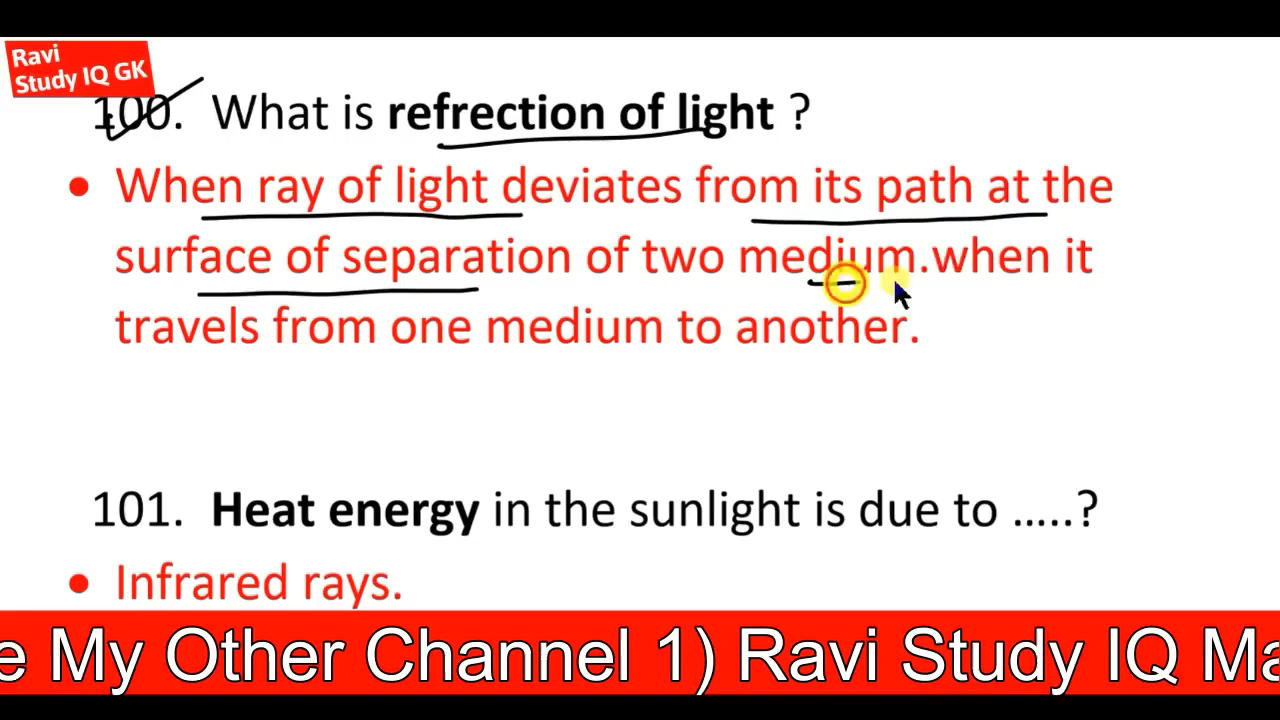 Ravi
Study IQ GK
100. What is refrection of light ?
• When ray of light deviates from its path at the
surface of separation of two medium.when it
travels from one medium to another.
101. Heat energy in the sunlight is due to .....?
• Infrared rays.
e My Other Channel 1) Ravi Study IQ Ma